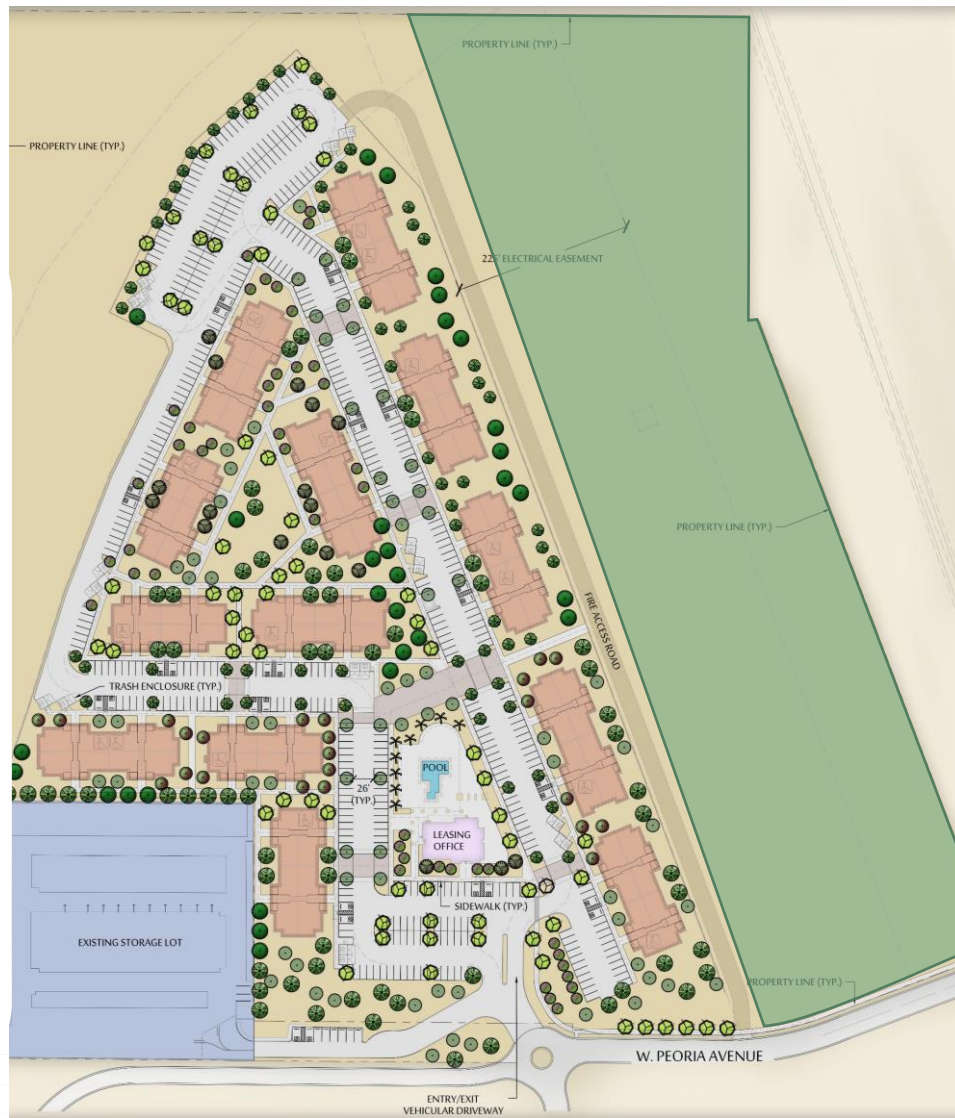 PROPERTY LINE (TYP.)
PROPERTY LINE (TYP.)
225' ELECTRICAL EASEMENT
PROPERTY LINE (TYP.)
FIRE ACCESS ROAD
TRASH ENCLOSURE (TYP.)
POOL
26'
(TYP.)
LEASING
OFFICE
SIDEWALK (TYP.)
EXISTING STORAGE LOT
PROPERTY LINE (TYP.)
W. PEORIA AVENUE
ENTRY/EXIT
VEHICULAR DRIVEWAY